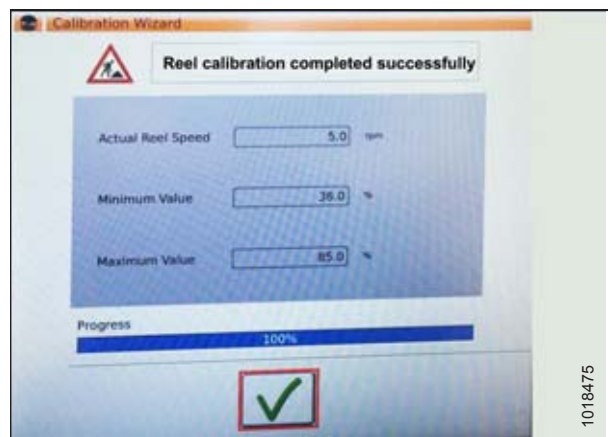 Calibration Wizard
Reel calibration completed successfully
Actual Reel Speed 5.0 rpm
Minimum Value 36.0 %
Maximum Value 85.0 %
Progress
100%
1018475